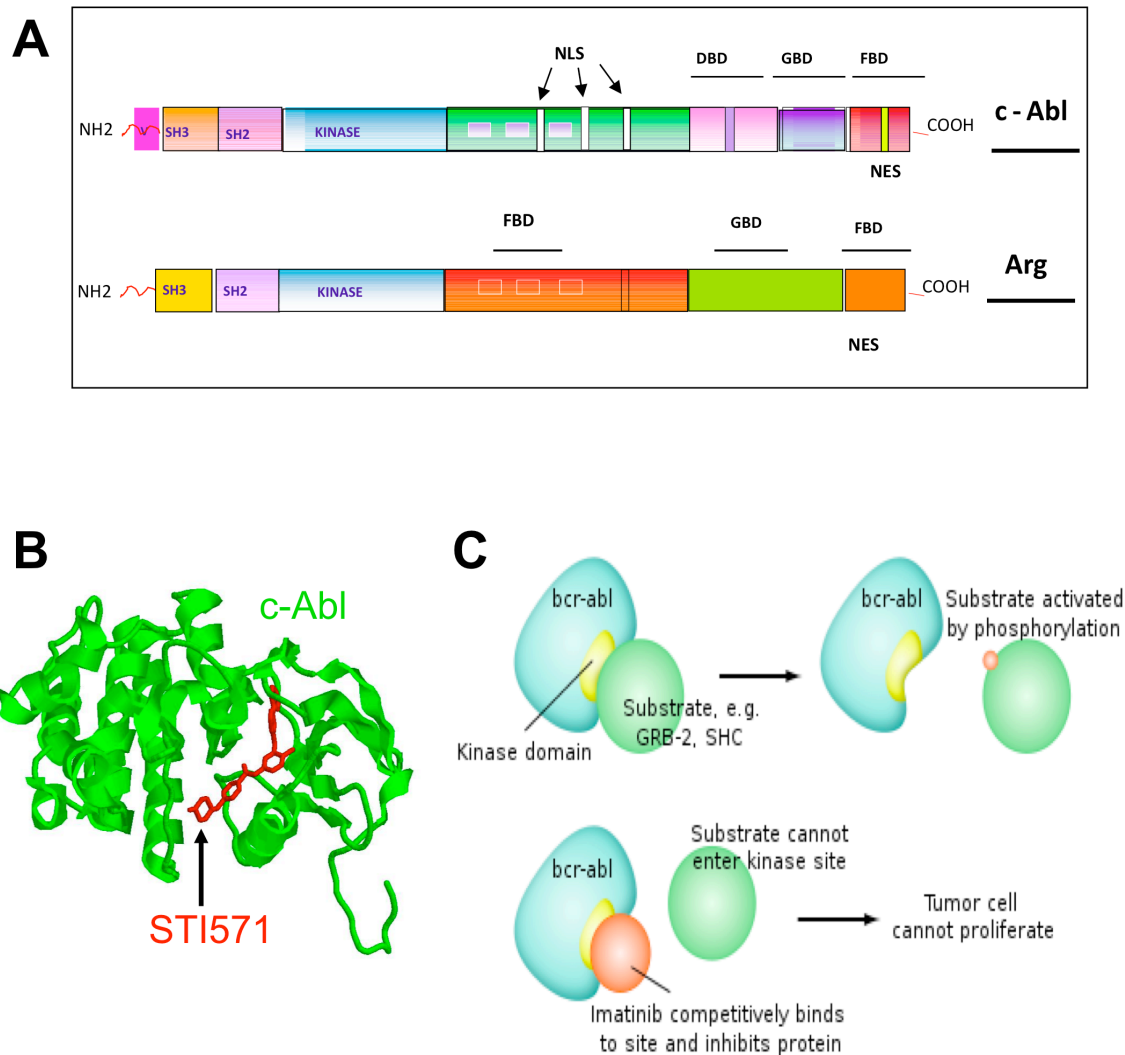 A
NLS
DBD GBD FBD
NH2 V SH3 SH2 KINASE COOH c - Abl
NES
FBD GBD FBD
Arg
NH2 SH3 SH2 KINASE COOH
NES
B
c-Abl
STI571
C
bcr-abl
Kinase domain
Substrate, e.g.
GRB-2, SHC
bcr-abl
Substrate activated
by phosphorylation
bcr-abl
Substrate cannot
enter kinase site
Tumor cell
cannot proliferate
Imatinib competitively binds
to site and inhibits protein